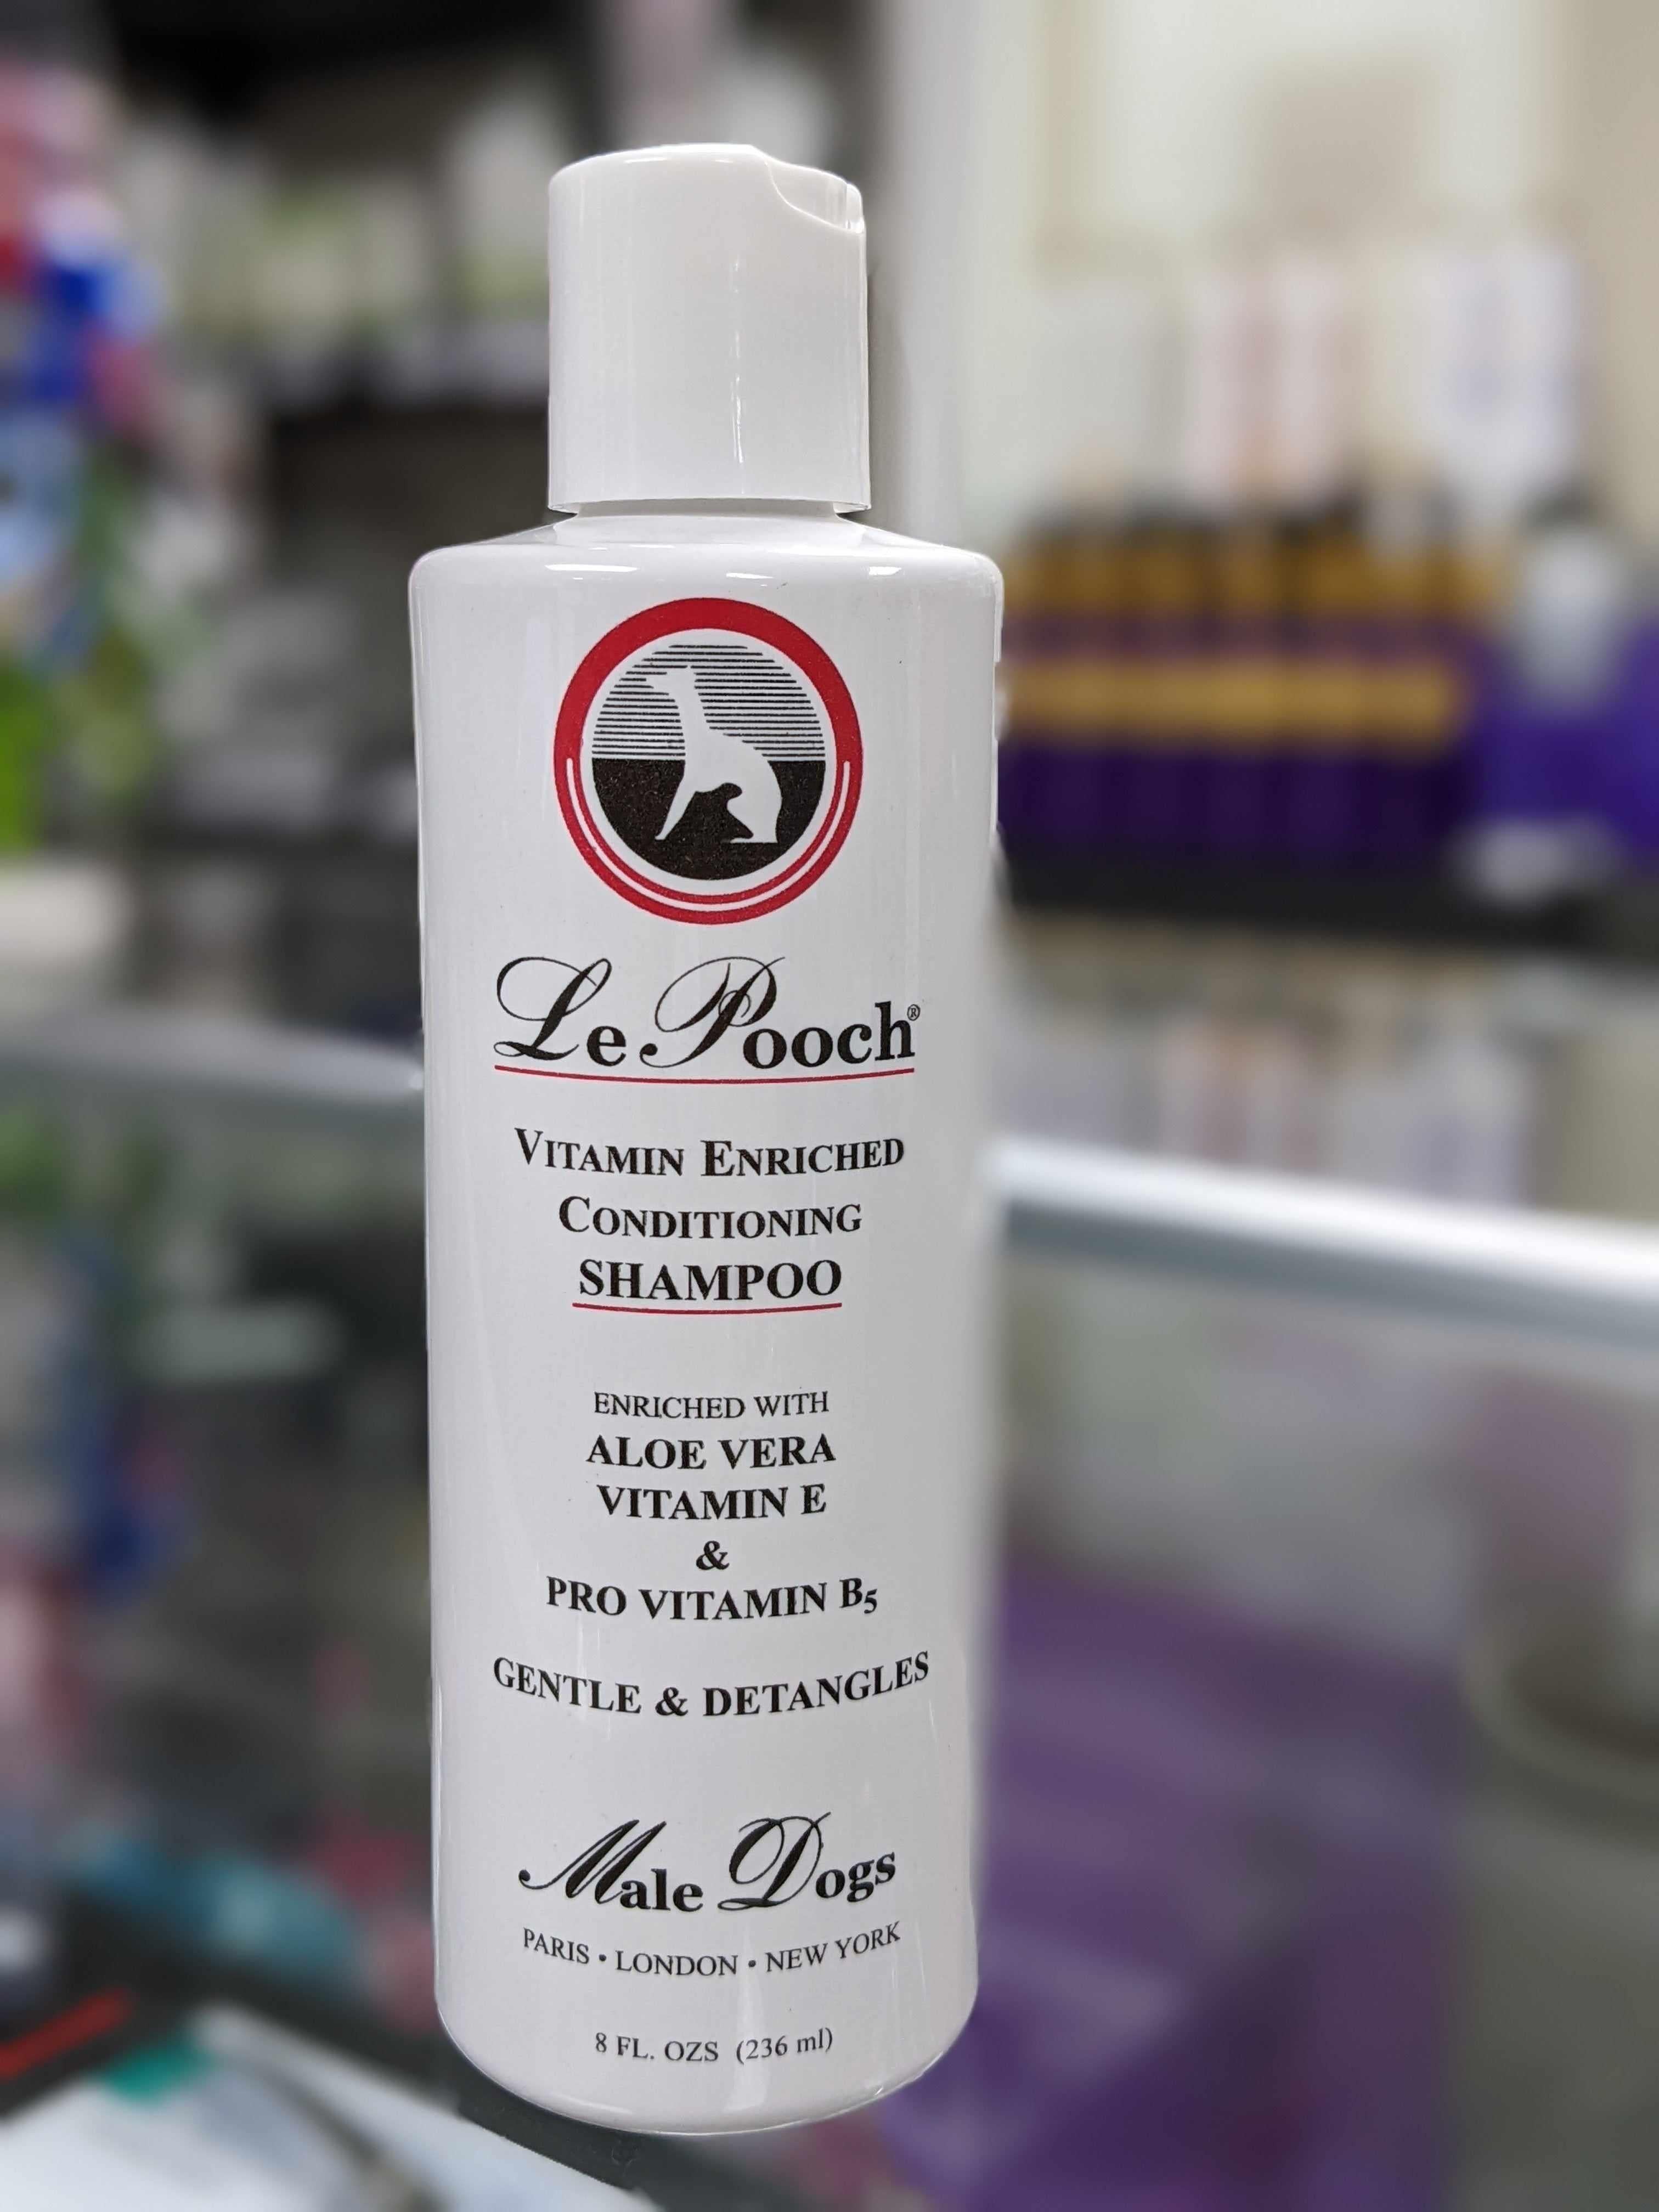 Le Pooch®
VITAMIN ENRICHED
CONDITIONING
SHAMPOO
ENRICHED WITH
ALOE VERA
VITAMIN E
&
PRO VITAMIN B5
GENTLE & DETANGLES
Male Dogs
PARIS • LONDON • NEW YORK
8 FL. OZS (236 ml)